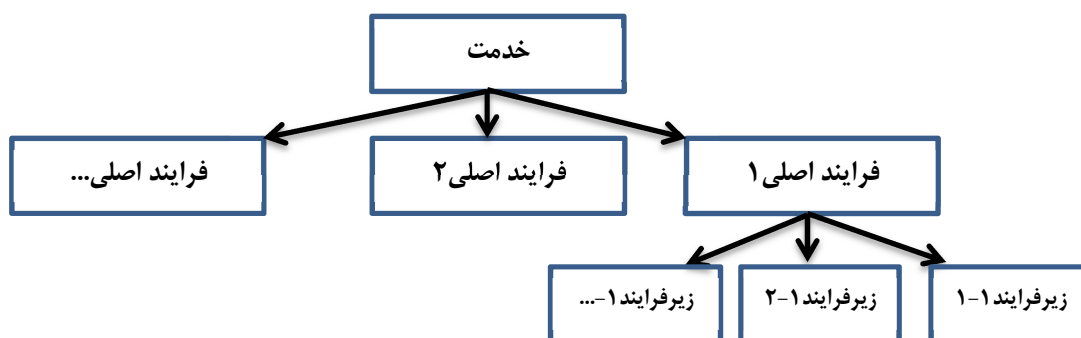 خدمت
فرایند اصلی۱
فرایند اصلی۲
فرایند اصلی...
زیرفرایند۱-۱
زیرفرایند۱-۲
زیرفرایند۱-...